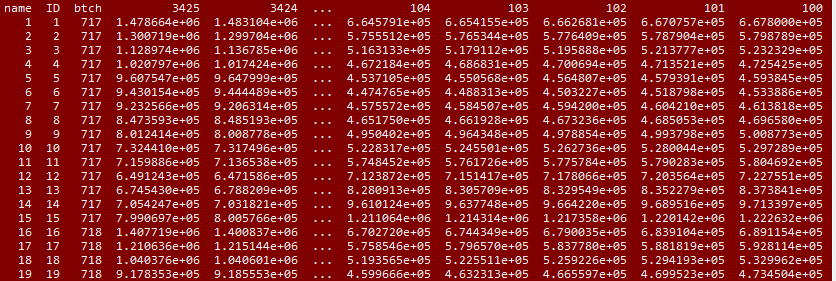 name ID btch 3425 3424 ... 104 103 102 101 100
1 1 717 1.478664e+06 1.483104e+06 ... 6.645791e+05 6.654155e+05 6.662681e+05 6.670757e+05 6.678000e+05
2 2 717 1.300719e+06 1.299704e+06 ... 5.755512e+05 5.765344e+05 5.776409e+05 5.787904e+05 5.798789e+05
3 3 717 1.128974e+06 1.136785e+06 ... 5.163133e+05 5.179112e+05 5.195888e+05 5.213777e+05 5.232329e+05
4 4 717 1.020797e+06 1.017424e+06 ... 4.672184e+05 4.686831e+05 4.700694e+05 4.713521e+05 4.725425e+05
5 5 717 9.607547e+05 9.647999e+05 ... 4.537105e+05 4.550568e+05 4.564807e+05 4.579391e+05 4.593845e+05
6 6 717 9.430154e+05 9.444489e+05 ... 4.474765e+05 4.488313e+05 4.503227e+05 4.518798e+05 4.533886e+05
7 7 717 9.232566e+05 9.206314e+05 ... 4.575572e+05 4.584507e+05 4.594200e+05 4.604210e+05 4.613818e+05
8 8 717 8.473593e+05 8.485193e+05 ... 4.651750e+05 4.661928e+05 4.673236e+05 4.685053e+05 4.696580e+05
9 9 717 8.012414e+05 8.008778e+05 ... 4.950402e+05 4.964348e+05 4.978854e+05 4.993798e+05 5.008773e+05
10 10 717 7.324410e+05 7.317496e+05 ... 5.228317e+05 5.245501e+05 5.262736e+05 5.280044e+05 5.297289e+05
11 11 717 7.159886e+05 7.136538e+05 ... 5.748452e+05 5.761726e+05 5.775784e+05 5.790283e+05 5.804692e+05
12 12 717 6.491243e+05 6.471586e+05 ... 7.123872e+05 7.151417e+05 7.178066e+05 7.203564e+05 7.227551e+05
13 13 717 6.745430e+05 6.788209e+05 ... 8.280913e+05 8.305709e+05 8.329549e+05 8.352279e+05 8.373841e+05
14 14 717 7.054247e+05 7.031821e+05 ... 9.610124e+05 9.637748e+05 9.664220e+05 9.689516e+05 9.713397e+05
15 15 717 7.990697e+05 8.005766e+05 ... 1.211064e+06 1.214314e+06 1.217358e+06 1.220142e+06 1.222632e+06
16 16 718 1.407719e+06 1.400837e+06 ... 6.702720e+05 6.744349e+05 6.790035e+05 6.839104e+05 6.891154e+05
17 17 718 1.210636e+06 1.215144e+06 ... 5.758546e+05 5.796570e+05 5.837780e+05 5.881819e+05 5.928114e+05
18 18 718 1.040376e+06 1.040601e+06 ... 5.193565e+05 5.225511e+05 5.259226e+05 5.294193e+05 5.329962e+05
19 19 718 9.178353e+05 9.185553e+05 ... 4.599666e+05 4.632313e+05 4.665597e+05 4.699523e+05 4.734504e+05